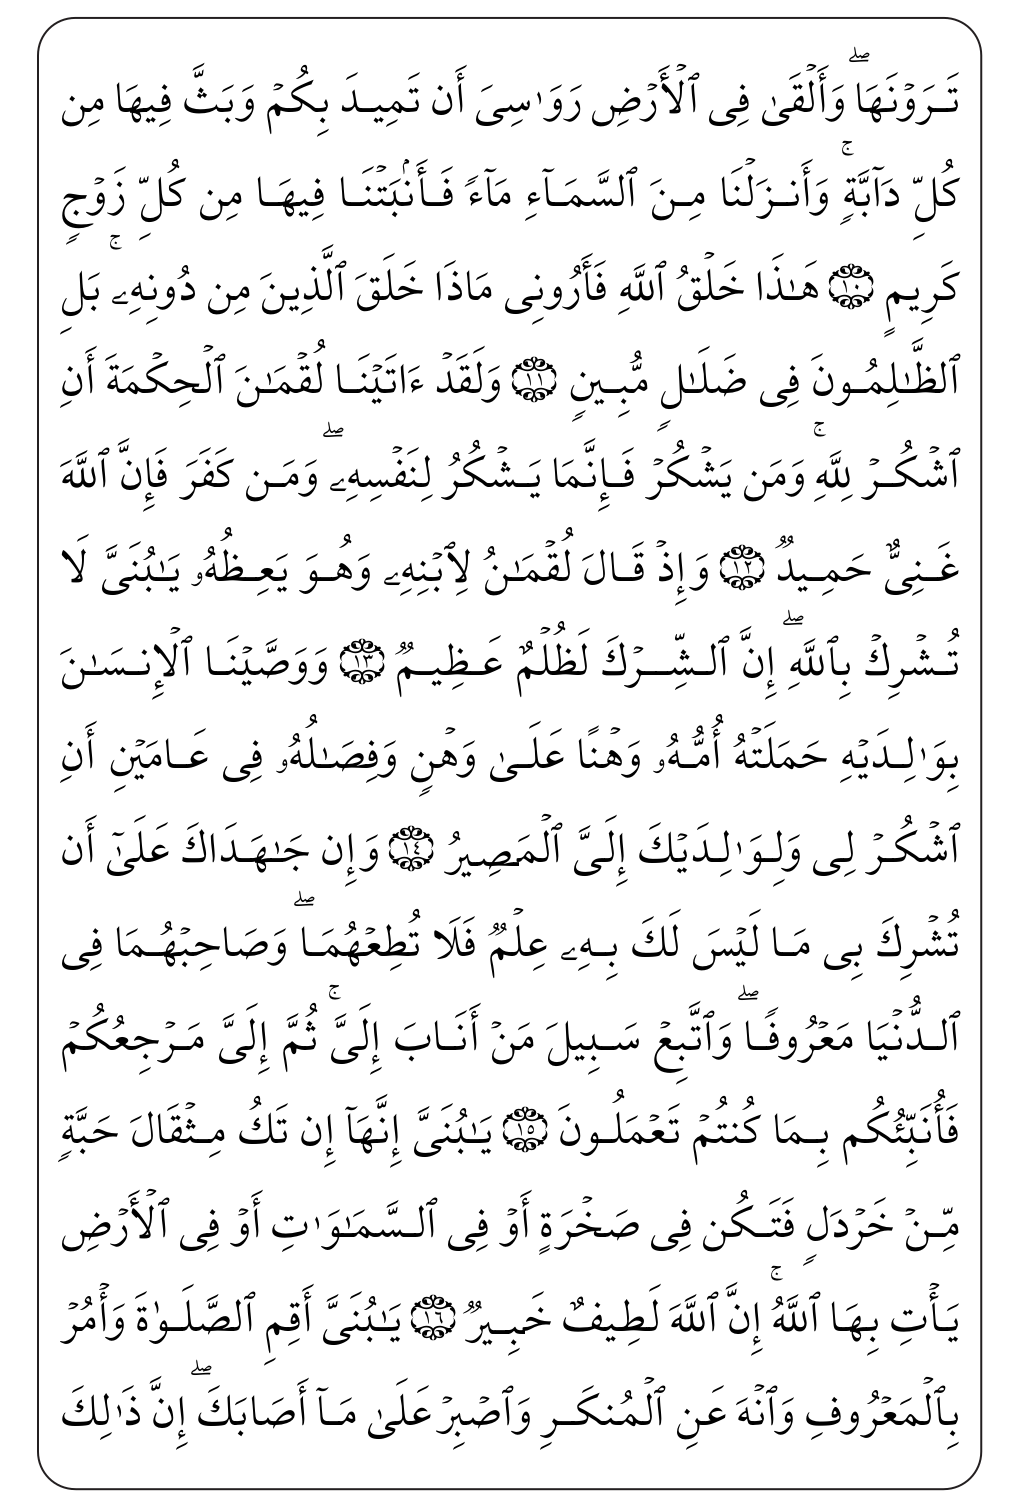 تَرَوْنَهَا ۖ وَأَلْقَىٰ فِى ٱلْأَرْضِ رَوَٰسِىَ أَن تَمِيدَ بِكُمْ وَبَثَّ فِيهَا مِن
كُلِّ دَآبَّةٍ ۚ وَأَنزَلْنَا مِنَ ٱلسَّمَآءِ مَآءً فَأَنۢبَتْنَا فِيهَا مِن كُلِّ زَوْجٍ
كَرِيمٍ ۝١٠ هَـٰذَا خَلْقُ ٱللَّهِ فَأَرُونِى مَاذَا خَلَقَ ٱلَّذِينَ مِن دُونِهِۦ ۚ بَلِ
ٱلظَّـٰلِمُونَ فِى ضَلَـٰلٍ مُّبِينٍ ۝١١ وَلَقَدْ ءَاتَيْنَا لُقْمَـٰنَ ٱلْحِكْمَةَ أَنِ
ٱشْكُرْ لِلَّهِ ۚ وَمَن يَشْكُرْ فَإِنَّمَا يَشْكُرُ لِنَفْسِهِۦ ۖ وَمَن كَفَرَ فَإِنَّ ٱللَّهَ
غَنِىٌّ حَمِيدٌ ۝١٢ وَإِذْ قَالَ لُقْمَـٰنُ لِٱبْنِهِۦ وَهُوَ يَعِظُهُۥ يَـٰبُنَىَّ لَا
تُشْرِكْ بِٱللَّهِ ۖ إِنَّ ٱلشِّرْكَ لَظُلْمٌ عَظِيمٌ ۝١٣ وَوَصَّيْنَا ٱلْإِنسَـٰنَ
بِوَٰلِدَيْهِ حَمَلَتْهُ أُمُّهُۥ وَهْنًا عَلَىٰ وَهْنٍ وَفِصَـٰلُهُۥ فِى عَامَيْنِ أَنِ
ٱشْكُرْ لِى وَلِوَٰلِدَيْكَ إِلَىَّ ٱلْمَصِيرُ ۝١٤ وَإِن جَـٰهَدَاكَ عَلَىٰٓ أَن
تُشْرِكَ بِى مَا لَيْسَ لَكَ بِهِۦ عِلْمٌ فَلَا تُطِعْهُمَا ۖ وَصَاحِبْهُمَا فِى
ٱلدُّنْيَا مَعْرُوفًا ۖ وَٱتَّبِعْ سَبِيلَ مَنْ أَنَابَ إِلَىَّ ۚ ثُمَّ إِلَىَّ مَرْجِعُكُمْ
فَأُنَبِّئُكُم بِمَا كُنتُمْ تَعْمَلُونَ ۝١٥ يَـٰبُنَىَّ إِنَّهَآ إِن تَكُ مِثْقَالَ حَبَّةٍ
مِّنْ خَرْدَلٍ فَتَكُن فِى صَخْرَةٍ أَوْ فِى ٱلسَّمَـٰوَٰتِ أَوْ فِى ٱلْأَرْضِ
يَأْتِ بِهَا ٱللَّهُ ۚ إِنَّ ٱللَّهَ لَطِيفٌ خَبِيرٌ ۝١٦ يَـٰبُنَىَّ أَقِمِ ٱلصَّلَوٰةَ وَأْمُرْ
بِٱلْمَعْرُوفِ وَٱنْهَ عَنِ ٱلْمُنكَرِ وَٱصْبِرْ عَلَىٰ مَآ أَصَابَكَ ۖ إِنَّ ذَٰلِكَ